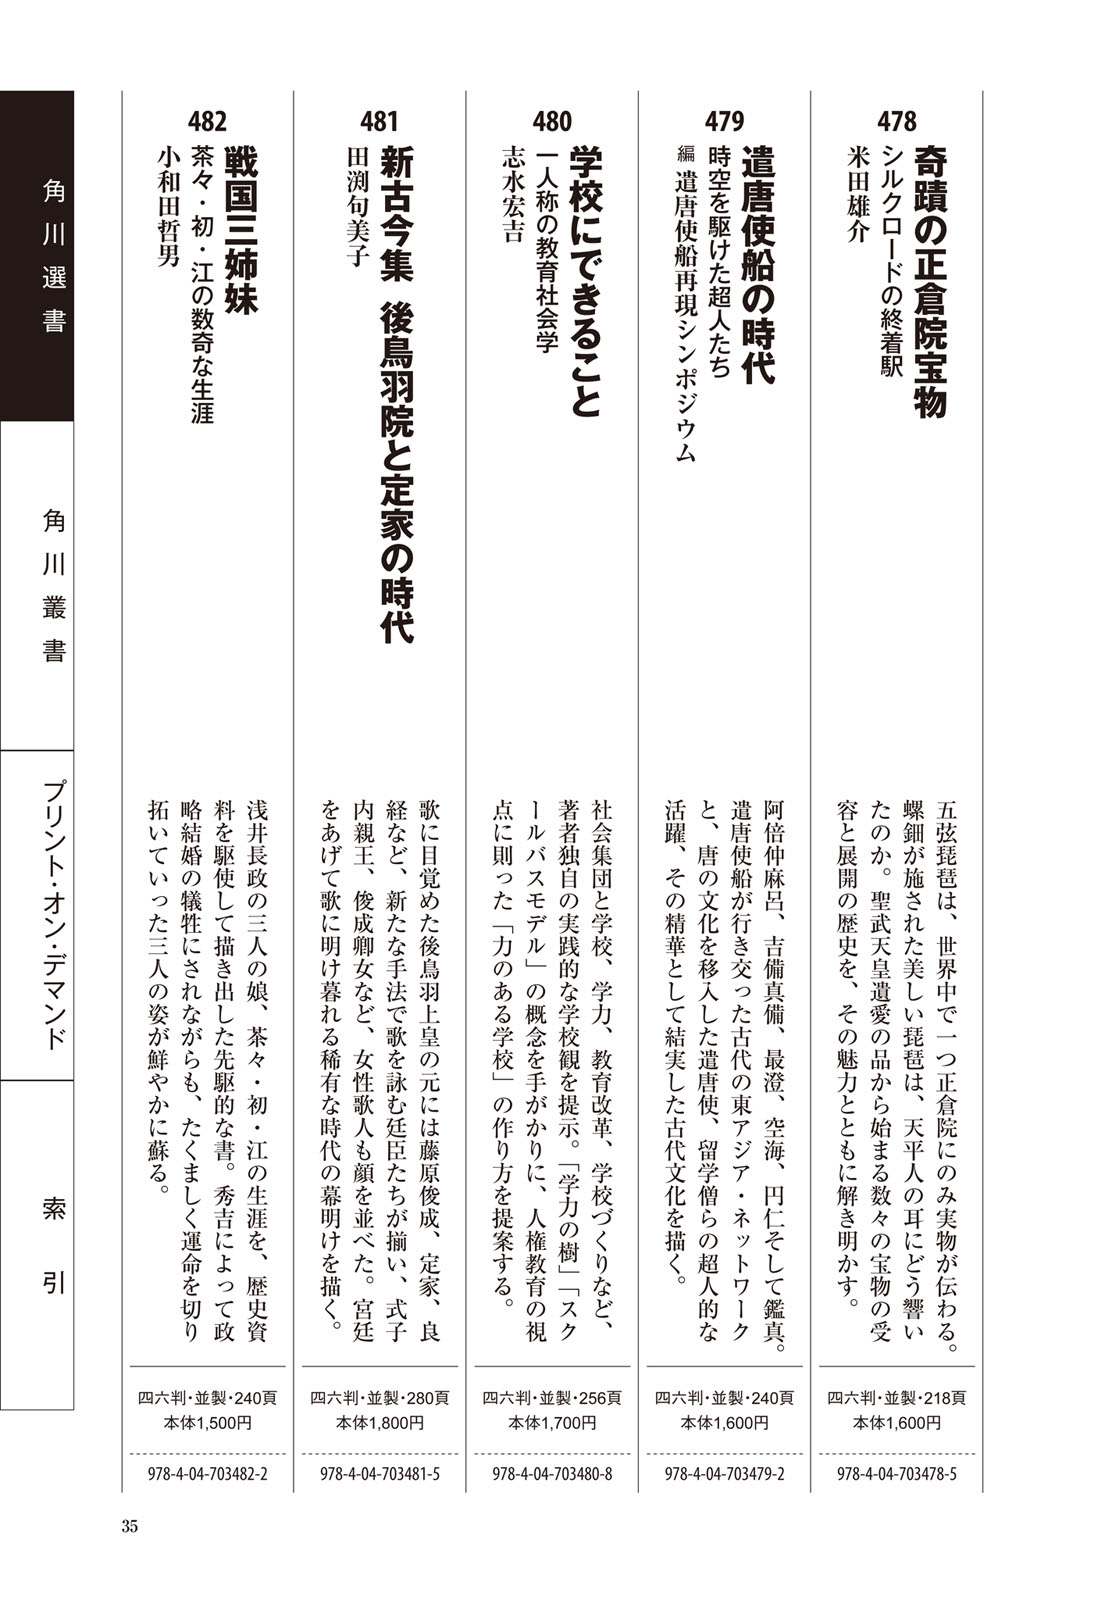 478
奇蹟の正倉院宝物
シルクロードの終着駅
米田雄介
五弦琵琶は、世界中で一つ正倉院にのみ実物が伝わる。
螺鈿が施された美しい琵琶は、天平人の耳にどう響い
たのか。聖武天皇遺愛の品から始まる数々の宝物の受
容と展開の歴史を、その魅力とともに解き明かす。
四六判・並製・218頁
本体1,600円
978-4-04-703478-5
479
遣唐使船の時代
時空を駆けた超人たち
編 遣唐使船再現シンポジウム
阿倍仲麻呂、吉備真備、最澄、空海、円仁そして鑑真。
遣唐使船が行き交った古代の東アジア・ネットワーク
と、唐の文化を移入した遣唐使、留学僧らの超人的な
活躍、その精華として結実した古代文化を描く。
四六判・並製・240頁
本体1,600円
978-4-04-703479-2
480
学校にできること
一人称の教育社会学
志水宏吉
社会集団と学校、学力、教育改革、学校づくりなど、
著者独自の実践的な学校観を提示。「学力の樹」「スク
ールバスモデル」の概念を手がかりに、人権教育の視
点に則った「力のある学校」の作り方を提案する。
四六判・並製・256頁
本体1,700円
978-4-04-703480-8
481
新古今集 後鳥羽院と定家の時代
田渕句美子
歌に目覚めた後鳥羽上皇の元には藤原俊成、定家、良
経など、新たな手法で歌を詠む廷臣たちが揃い、式子
内親王、俊成卿女など、女性歌人も顔を並べた。宮廷
をあげて歌に明け暮れる稀有な時代の幕明けを描く。
四六判・並製・280頁
本体1,800円
978-4-04-703481-5
482
戦国三姉妹
茶々・初・江の数奇な生涯
小和田哲男
浅井長政の三人の娘、茶々・初・江の生涯を、歴史資
料を駆使して描き出した先駆的な書。秀吉によって政
略結婚の犠牲にされながらも、たくましく運命を切り
拓いていった三人の姿が鮮やかに蘇る。
四六判・並製・240頁
本体1,500円
978-4-04-703482-2
角川選書
角川叢書
プリント・オン・デマンド
索引
35